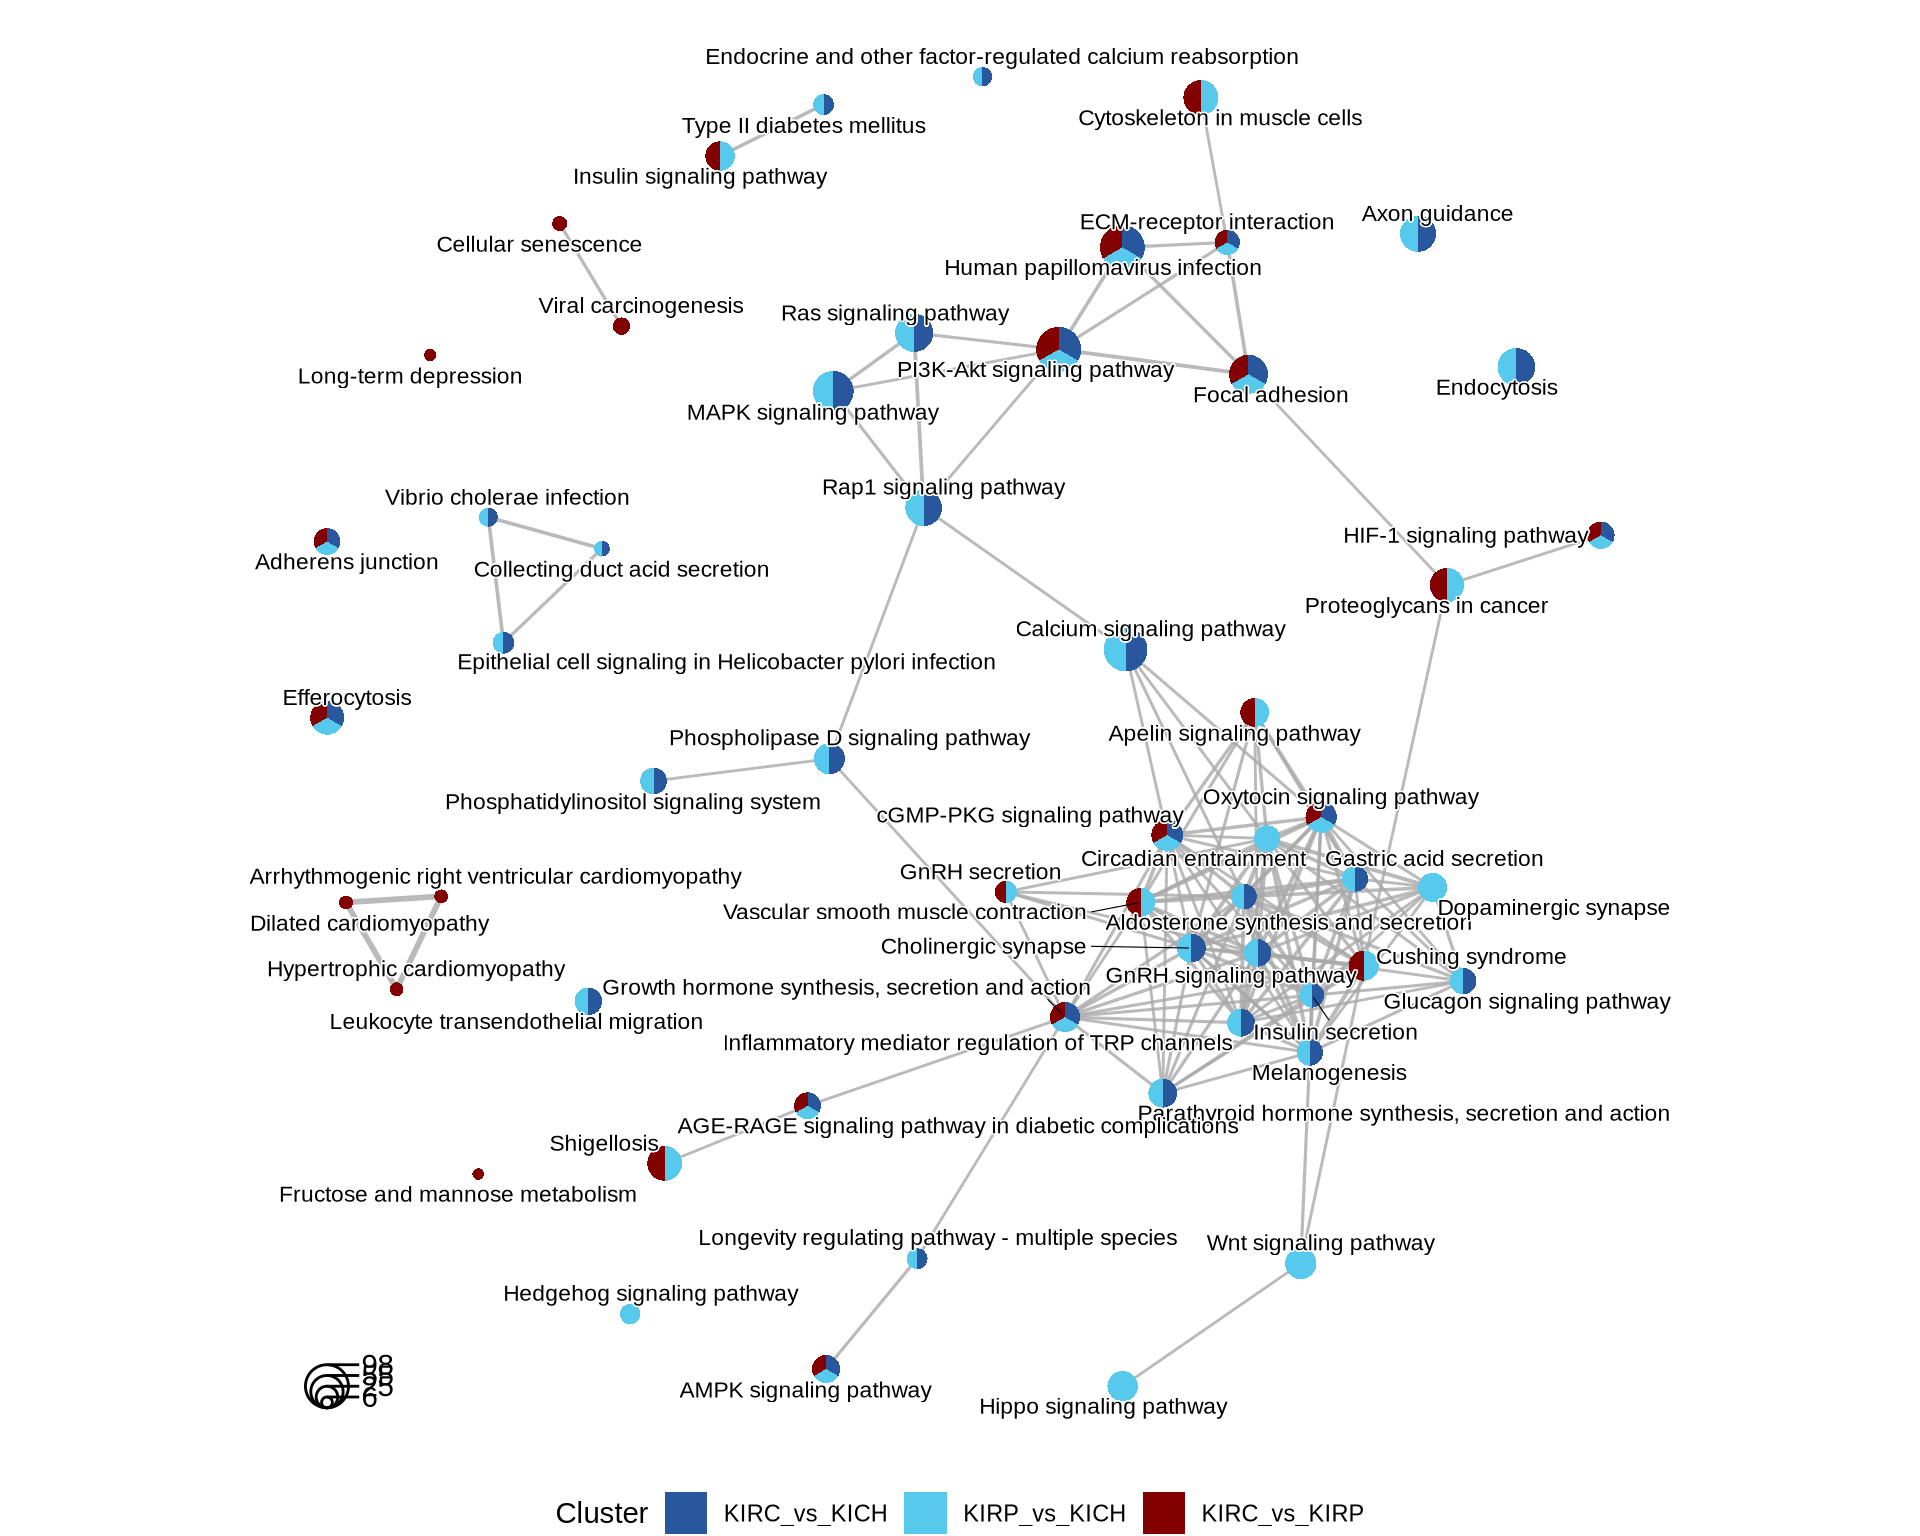 Endocrine and other factor-regulated calcium reabsorption
Cytoskeleton in muscle cells
Type II diabetes mellitus
Insulin signaling pathway
Axon guidance
ECM-receptor interaction
Cellular senescence
Human papillomavirus infection
Viral carcinogenesis
Ras signaling pathway
Long-term depression
PI3K-Akt signaling pathway
Endocytosis
Focal adhesion
MAPK signaling pathway
Rap1 signaling pathway
Vibrio cholerae infection
HIF-1 signaling pathway
Adherens junction
Collecting duct acid secretion
Proteoglycans in cancer
Calcium signaling pathway
Epithelial cell signaling in Helicobacter pylori infection
Efferocytosis
Apelin signaling pathway
Phospholipase D signaling pathway
Oxytocin signaling pathway
Phosphatidylinositol signaling system
cGMP-PKG signaling pathway
Circadian entrainment
Gastric acid secretion
GnRH secretion
Arrhythmogenic right ventricular cardiomyopathy
Dopaminergic synapse
Vascular smooth muscle contraction
Dilated cardiomyopathy
Aldosterone synthesis and secretion
Cholinergic synapse
Cushing syndrome
Hypertrophic cardiomyopathy
GnRH signaling pathway
Growth hormone synthesis, secretion and action
Glucagon signaling pathway
Leukocyte transendothelial migration
Insulin secretion
Inflammatory mediator regulation of TRP channels
Melanogenesis
Parathyroid hormone synthesis, secretion and action
AGE-RAGE signaling pathway in diabetic complications
Shigellosis
Fructose and mannose metabolism
Longevity regulating pathway - multiple species
Wnt signaling pathway
Hedgehog signaling pathway
98
25
6
AMPK signaling pathway
Hippo signaling pathway
Cluster KIRC_vs_KICH KIRP_vs_KICH KIRC_vs_KIRP